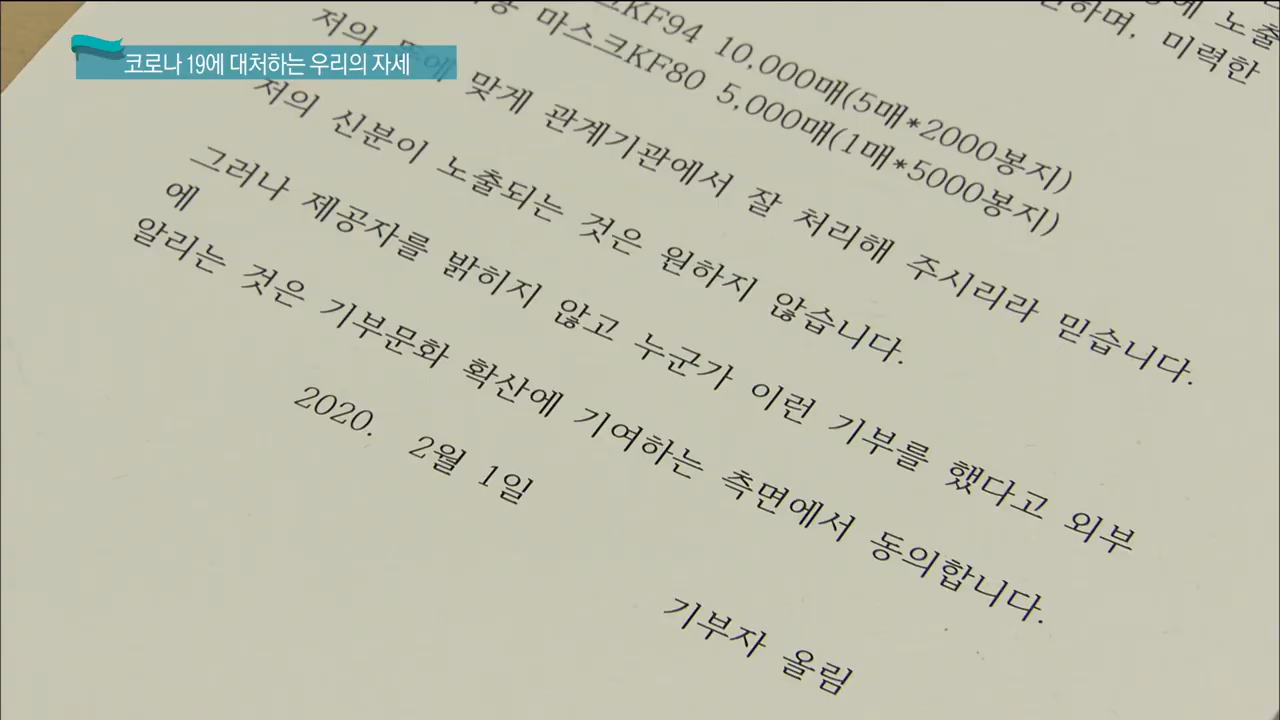 코로나 19에 대처하는 우리의 자세
노출
하며, 미력한
KF94 10,000매(5매*2000봉지)
마스크KF80 5,000매(1매*5000봉지)
저의 맞게 관계기관에서 잘 처리해 주시리라 믿습니다.
저의 신분이 노출되는 것은 원하지 않습니다.
그러나 제공자를 밝히지 않고 누군가 이런 기부를 했다고 외부
에
알리는 것은 기부문화 확산에 기여하는 측면에서 동의합니다.
2020. 2월 1일
기부자 올림